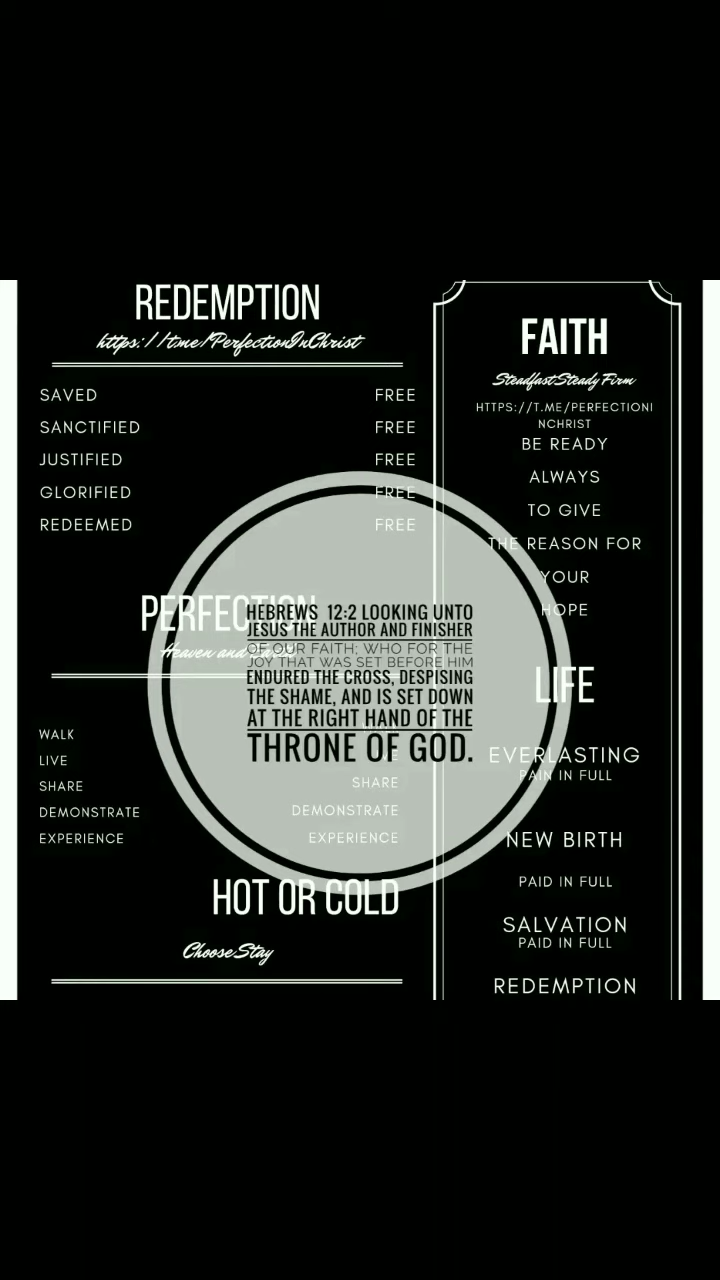 REDEMPTION
https://t.me/PerfectionInChrist
SAVED FREE
SANCTIFIED FREE
JUSTIFIED FREE
GLORIFIED FREE
REDEEMED FREE
PERFECTION
Heaven and
WALK
LIVE
SHARE SHARE
DEMONSTRATE DEMONSTRATE
EXPERIENCE EXPERIENCE
HOT OR COLD
Choose Stay
HEBREWS 12:2 LOOKING UNTO
JESUS THE AUTHOR AND FINISHER
OF OUR FAITH; WHO FOR THE
JOY THAT WAS SET BEFORE HIM
ENDURED THE CROSS, DESPISING
THE SHAME, AND IS SET DOWN
AT THE RIGHT HAND OF THE
THRONE OF GOD.
FAITH
Steadfast Steady Firm
HTTPS://T.ME/PERFECTIONI
NCHRIST
BE READY
ALWAYS
TO GIVE
THE REASON FOR
YOUR
HOPE
LIFE
EVERLASTING
PAIN IN FULL
NEW BIRTH
PAID IN FULL
SALVATION
PAID IN FULL
REDEMPTION